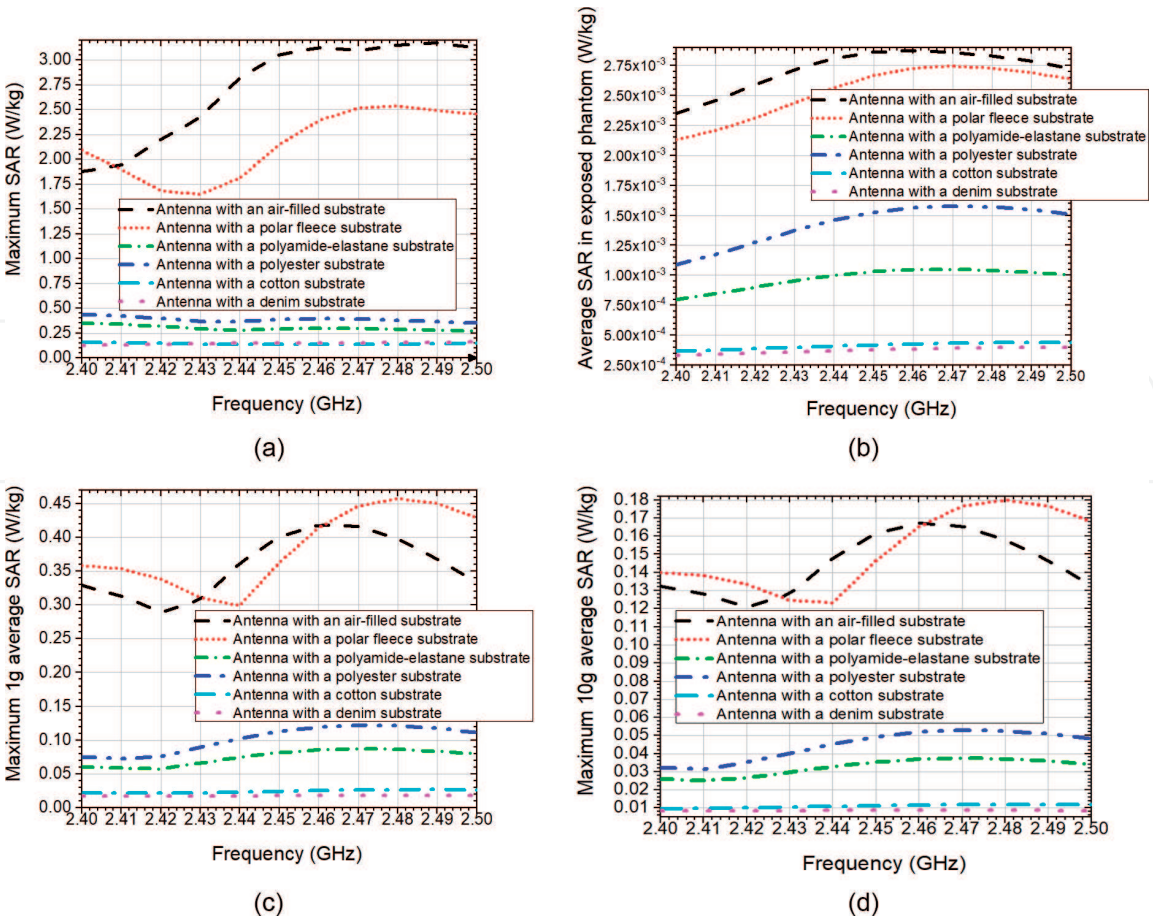 3.00
2.75
2.50
2.25
2.00
1.75
1.50
1.25
1.00
0.75
0.50
0.25
0.00
Maximum SAR (W/kg)
Antenna with an air-filled substrate
Antenna with a polar fleece substrate
Antenna with a polyamide-elastane substrate
Antenna with a polyester substrate
Antenna with a cotton substrate
Antenna with a denim substrate
2.40 2.41 2.42 2.43 2.44 2.45 2.46 2.47 2.48 2.49 2.50
Frequency (GHz)
(a)
2.75x10⁻³
2.50x10⁻³
2.25x10⁻³
2.00x10⁻³
1.75x10⁻³
1.50x10⁻³
1.25x10⁻³
1.00x10⁻³
7.50x10⁻⁴
5.00x10⁻⁴
2.50x10⁻⁴
Average SAR in exposed phantom (W/kg)
Antenna with an air-filled substrate
Antenna with a polar fleece substrate
Antenna with a polyamide-elastane substrate
Antenna with a polyester substrate
Antenna with a cotton substrate
Antenna with a denim substrate
2.40 2.41 2.42 2.43 2.44 2.45 2.46 2.47 2.48 2.49 2.50
Frequency (GHz)
(b)
0.45
0.40
0.35
0.30
0.25
0.20
0.15
0.10
0.05
0.00
Maximum 1g average SAR (W/kg)
Antenna with an air-filled substrate
Antenna with a polar fleece substrate
Antenna with a polyamide-elastane substrate
Antenna with a polyester substrate
Antenna with a cotton substrate
Antenna with a denim substrate
2.40 2.41 2.42 2.43 2.44 2.45 2.46 2.47 2.48 2.49 2.50
Frequency (GHz)
(c)
0.18
0.17
0.16
0.15
0.14
0.13
0.12
0.11
0.10
0.09
0.08
0.07
0.06
0.05
0.04
0.03
0.02
0.01
Maximum 10g average SAR (W/kg)
Antenna with an air-filled substrate
Antenna with a polar fleece substrate
Antenna with a polyamide-elastane substrate
Antenna with a polyester substrate
Antenna with a cotton substrate
Antenna with a denim substrate
2.40 2.41 2.42 2.43 2.44 2.45 2.46 2.47 2.48 2.49 2.50
Frequency (GHz)
(d)